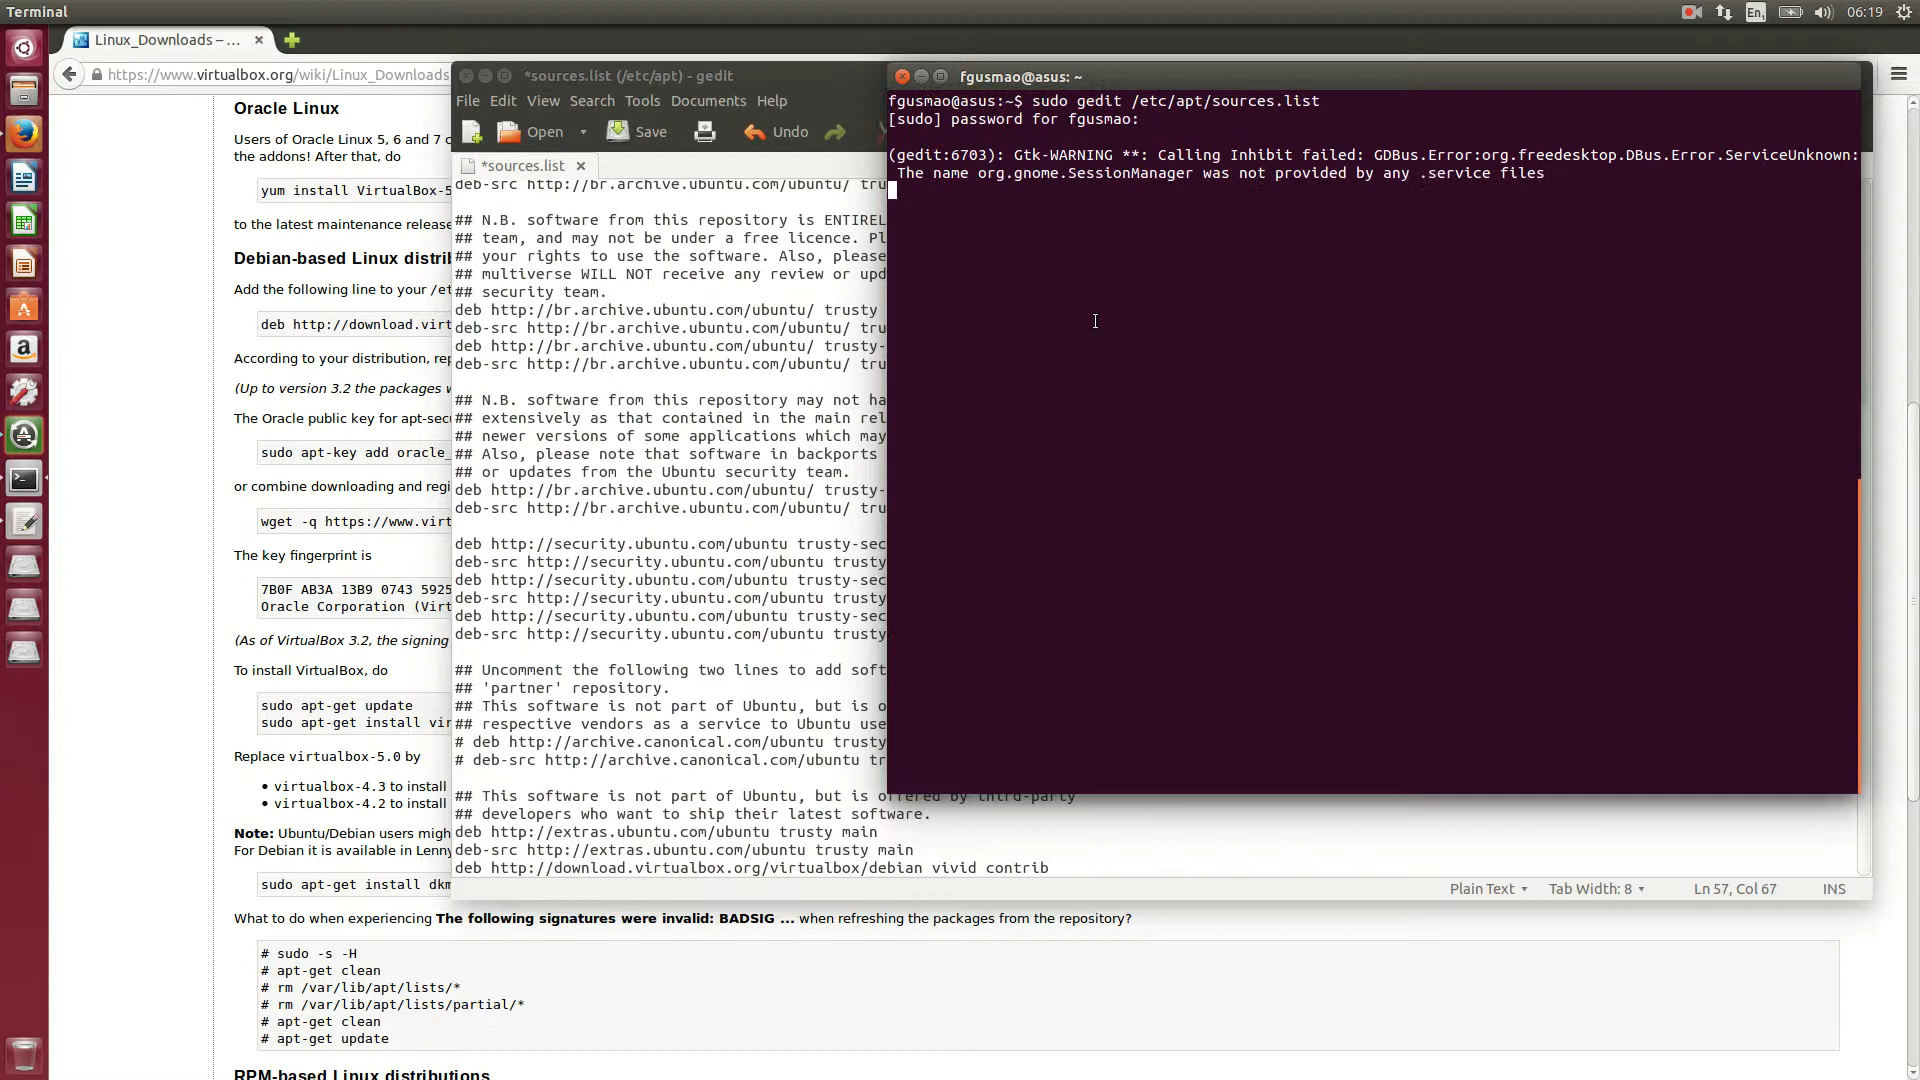 Terminal
En
06:19
Linux_Downloads – ...
https://www.virtualbox.org/wiki/Linux_Downloads
Oracle Linux
Users of Oracle Linux 5, 6 and 7
the addons! After that, do
yum install VirtualBox-5
to the latest maintenance release
Debian-based Linux
Add the following line to your
deb http://download.
According to your distribution,
(Up to version 3.2 the packages
The Oracle public key for
sudo apt-key add oracle_
or combine downloading and
wget -q https://www.
The key fingerprint is
7B0F AB3A 13B9 0743 5925
Oracle Corporation
(As of VirtualBox 3.2, the signing
To install VirtualBox, do
sudo apt-get update
sudo apt-get install
Replace virtualbox-5.0 by
• virtualbox-4.3 to install
• virtualbox-4.2 to install
Note: Ubuntu/Debian users
For Debian it is available in Lenny
sudo apt-get install
What to do when experiencing The following signatures were invalid: BADSIG ... when refreshing the packages from the repository?
# sudo -s -H
# apt-get clean
# rm /var/lib/apt/lists/*
# rm /var/lib/apt/lists/partial/*
# apt-get clean
# apt-get update
RPM-based Linux distributions
*sources.list (/etc/apt) - gedit
File Edit View Search Tools Documents Help
Open Save Undo
*sources.list
deb-src http://br.archive.ubuntu.com/ubuntu/
## N.B. software from this repository is
## team, and may not be under a free licence.
## your rights to use the software. Also, please
## multiverse WILL NOT receive any review or
## security team.
deb http://br.archive.ubuntu.com/ubuntu/ trusty
deb-src http://br.archive.ubuntu.com/ubuntu/
deb http://br.archive.ubuntu.com/ubuntu/ trusty-
deb-src http://br.archive.ubuntu.com/ubuntu/
## N.B. software from this repository may not
## extensively as that contained in the main
## newer versions of some applications which may
## Also, please note that software in backports
## or updates from the Ubuntu security team.
deb http://br.archive.ubuntu.com/ubuntu/ trusty-
deb-src http://br.archive.ubuntu.com/ubuntu/
deb http://security.ubuntu.com/ubuntu trusty-sec
deb-src http://security.ubuntu.com/ubuntu trusty
deb http://security.ubuntu.com/ubuntu trusty-sec
deb-src http://security.ubuntu.com/ubuntu trusty
deb http://security.ubuntu.com/ubuntu trusty-sec
deb-src http://security.ubuntu.com/ubuntu trusty
## Uncomment the following two lines to add
## 'partner' repository.
## This software is not part of Ubuntu, but is
## respective vendors as a service to Ubuntu
# deb http://archive.canonical.com/ubuntu trusty
# deb-src http://archive.canonical.com/ubuntu
## This software is not part of Ubuntu, but is offered by third-party
## developers who want to ship their latest software.
deb http://extras.ubuntu.com/ubuntu trusty main
deb-src http://extras.ubuntu.com/ubuntu trusty main
deb http://download.virtualbox.org/virtualbox/debian vivid contrib
Plain Text Tab Width: 8 Ln 57, Col 67 INS
fgusmao@asus: ~
fgusmao@asus:~$ sudo gedit /etc/apt/sources.list
[sudo] password for fgusmao:
(gedit:6703): Gtk-WARNING **: Calling Inhibit failed: GDBus.Error:org.freedesktop.DBus.Error.ServiceUnknown:
The name org.gnome.SessionManager was not provided by any .service files